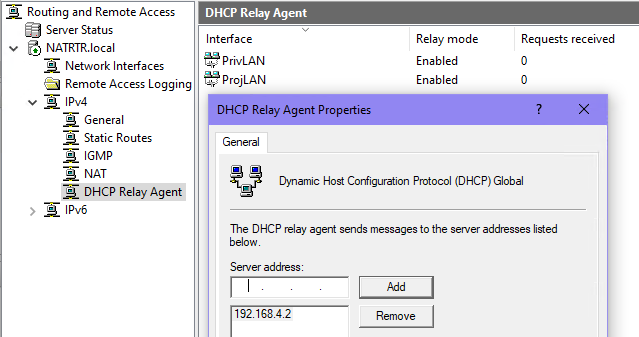 Routing and Remote Access
Server Status
NATRTR.local
Network Interfaces
Remote Access Logging
IPv4
General
Static Routes
IGMP
NAT
DHCP Relay Agent
IPv6
DHCP Relay Agent
Interface Relay mode Requests received
PrivLAN Enabled 0
ProjLAN Enabled 0
DHCP Relay Agent Properties ? ×
General
Dynamic Host Configuration Protocol (DHCP) Global
The DHCP relay agent sends messages to the server addresses listed
below.
Server address:
. . . Add
192.168.4.2 Remove